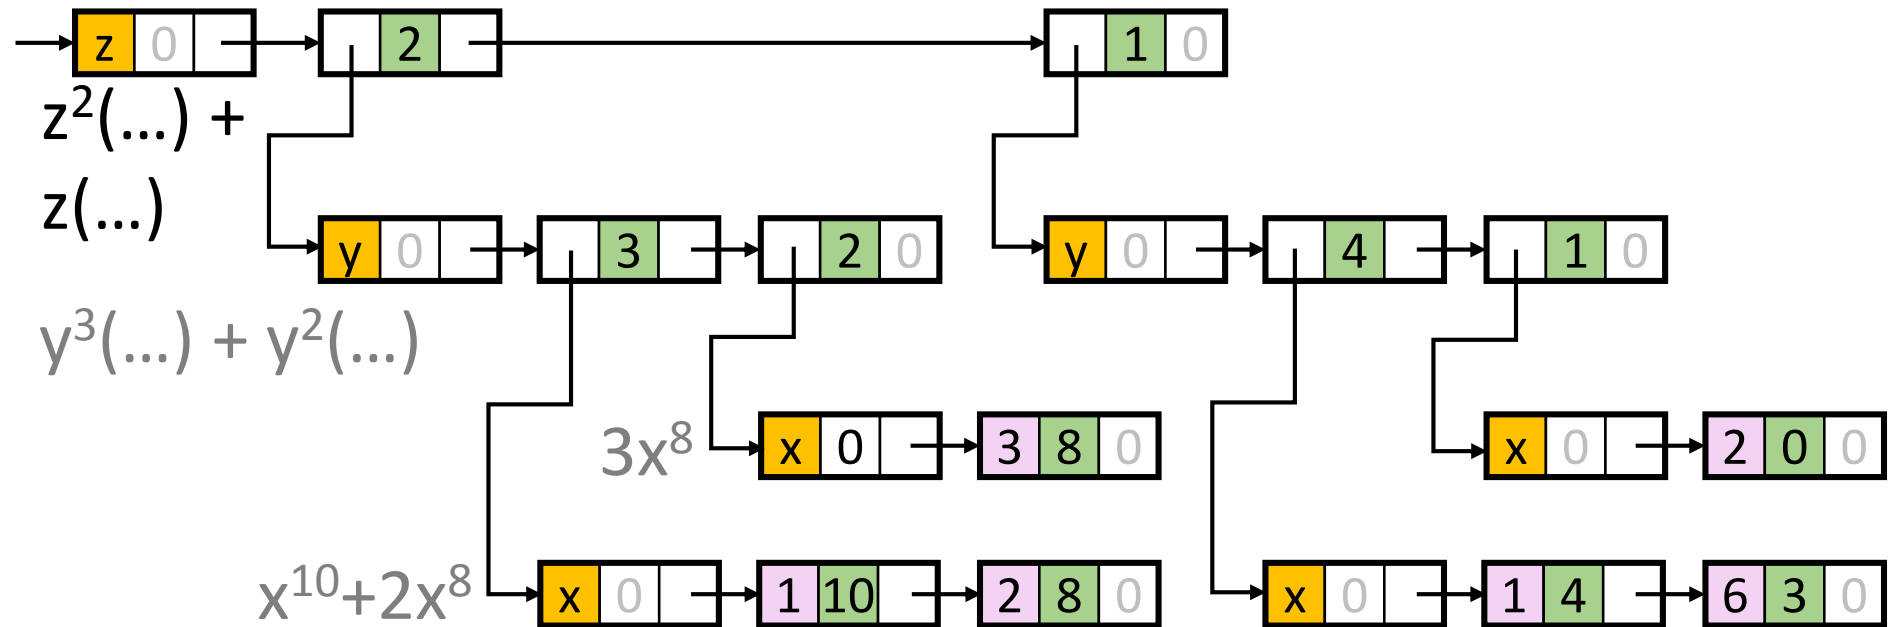 z 0 2 1 0
z²(...) +
z(...)
y 0 3 2 0 y 0 4 1 0
y³(...) + y²(...)
3x⁸ x 0 3 8 0 x 0 2 0 0
x¹⁰+2x⁸ x 0 1 10 2 8 0 x 0 1 4 6 3 0